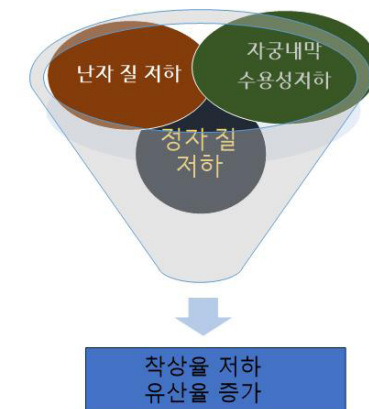 난자 질 저하
자궁내막
수용성저하
정자 질
저하
착상율 저하
유산율 증가